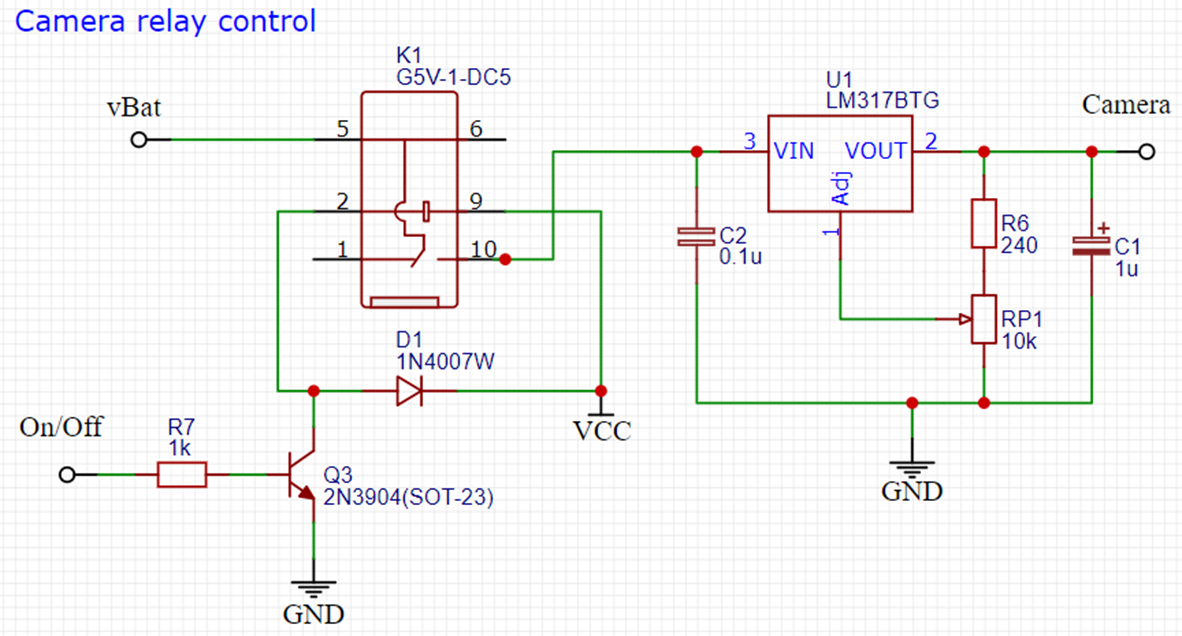 Camera relay control
K1
G5V-1-DC5
vBat
5
6
2
9
1
10
U1
LM317BTG
Camera
3
VIN
VOUT
2
Adj
1
C2
0.1u
R6
240
C1
1u
+
RP1
10k
D1
1N4007W
VCC
On/Off
R7
1k
Q3
2N3904(SOT-23)
GND
GND